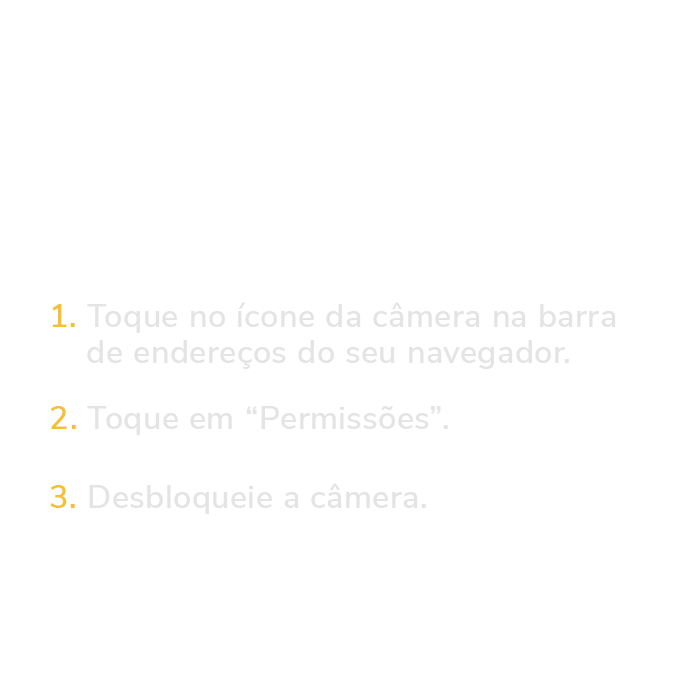 1. Toque no ícone da câmera na barra
de endereços do seu navegador.
2. Toque em “Permissões”.
3. Desbloqueie a câmera.